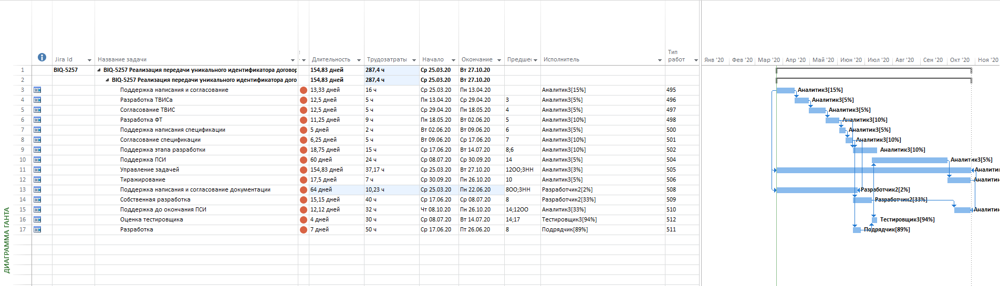 Jira Id Название задачи Длительность Трудозатраты Начало Окончание Предшес Исполнитель Тип работ Янв '20 Фев '20 Мар '20 Апр '20 Май '20 Июн '20 Июл '20 Авг '20 Сен '20 Окт '20 Ноя '20
1 BIQ-5257 BIQ-5257 Реализация передачи уникального идентификатора договор 154,83 дней 287,4 ч Ср 25.03.20 Вт 27.10.20
2 BIQ-5257 Реализация передачи уникального идентификатора дого 154,83 дней 287,4 ч Ср 25.03.20 Вт 27.10.20
3 Поддержка написания и согласование 13,33 дней 16 ч Ср 25.03.20 Пн 13.04.20 Аналитик3[15%] 495 Аналитик3[15%]
4 Разработка ТВИСа 12,5 дней 5 ч Пн 13.04.20 Ср 29.04.20 3 Аналитик3[5%] 496 Аналитик3[5%]
5 Согласование ТВИС 12,5 дней 5 ч Ср 29.04.20 Пн 18.05.20 4 Аналитик3[5%] 497 Аналитик3[5%]
6 Разработка ФТ 11,25 дней 9 ч Пн 18.05.20 Вт 02.06.20 5 Аналитик3[10%] 498 Аналитик3[10%]
7 Поддержка написания спецификации 5 дней 2 ч Вт 02.06.20 Вт 09.06.20 6 Аналитик3[5%] 500 Аналитик3[5%]
8 Согласование спецификации 6,25 дней 5 ч Вт 09.06.20 Ср 17.06.20 7 Аналитик3[10%] 501 Аналитик3[10%]
9 Поддержка этапа разработки 18,75 дней 15 ч Ср 17.06.20 Вт 14.07.20 8;6 Аналитик3[10%] 502 Аналитик3[10%]
10 Поддержка ПСИ 60 дней 24 ч Ср 08.07.20 Ср 30.09.20 14 Аналитик3[5%] 504 Аналитик3[5%]
11 Управление задачей 154,83 дней 37,17 ч Ср 25.03.20 Вт 27.10.20 12ОО;3НН Аналитик3[3%] 505 Аналити
12 Тиражирование 17,5 дней 7 ч Ср 30.09.20 Пн 26.10.20 10 Аналитик3[5%] 506 Аналити
13 Поддержка написания и согласование документации 64 дней 10,23 ч Ср 25.03.20 Пн 22.06.20 8ОО;3НН Разработчик2[2%] 508 Разработчик2[2%]
14 Собственная разработка 15,15 дней 40 ч Ср 17.06.20 Ср 08.07.20 8 Разработчик2[33%] 509 Разработчик2[33%]
15 Поддержка до окончания ПСИ 12,12 дней 32 ч Чт 08.10.20 Пн 26.10.20 14;12ОО Аналитик3[33%] 510 Аналити
16 Оценка тестировщика 4 дней 30 ч Ср 08.07.20 Вт 14.07.20 14;17 Тестировщик3[94%] 512 Тестировщик3[94%]
17 Разработка 7 дней 50 ч Ср 17.06.20 Пт 26.06.20 8 Подрядчик[89%] 511 Подрядчик[89%]
ДИАГРАММА ГАНТА